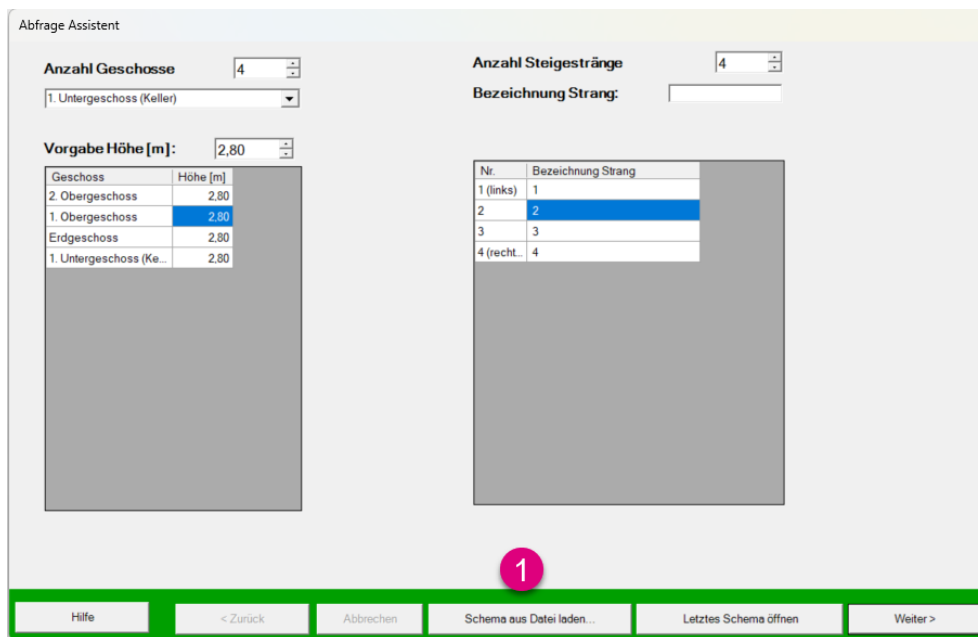 Abfrage Assistent
Anzahl Geschosse 4
1. Untergeschoss (Keller)
Vorgabe Höhe [m]: 2,80
Geschoss Höhe [m]
2. Obergeschoss 2,80
1. Obergeschoss 2,80
Erdgeschoss 2,80
1. Untergeschoss (Ke... 2,80
Anzahl Steigestränge 4
Bezeichnung Strang:
Nr. Bezeichnung Strang
1 (links) 1
2 2
3 3
4 (recht... 4
1
Hilfe < Zurück Abbrechen Schema aus Datei laden... Letztes Schema öffnen Weiter >